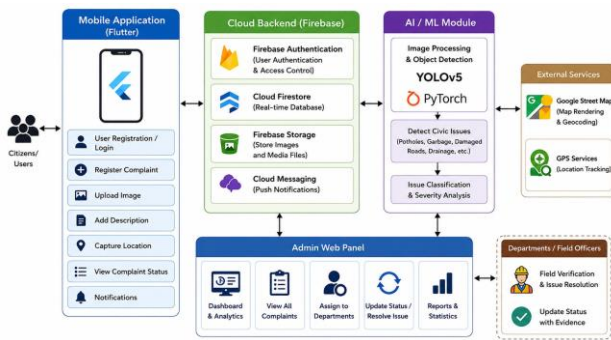 Mobile Application
(Flutter)
Citizens/
Users
User Registration /
Login
Register Complaint
Upload Image
Add Description
Capture Location
View Complaint Status
Notifications
Cloud Backend (Firebase)
Firebase Authentication
(User Authentication
& Access Control)
Cloud Firestore
(Real-time Database)
Firebase Storage
(Store Images
and Media Files)
Cloud Messaging
(Push Notifications)
AI / ML Module
Image Processing
& Object Detection
YOLOv5
PyTorch
Detect Civic Issues
(Potholes, Garbage, Damaged
Roads, Drainage, etc.)
Issue Classification
& Severity Analysis
External Services
Google Street Map
(Map Rendering
& Geocoding)
GPS Services
(Location Tracking)
Admin Web Panel
Dashboard
& Analytics
View All
Complaints
Assign to
Departments
Update Status /
Resolve Issue
Reports &
Statistics
Departments / Field Officers
Field Verification
& Issue Resolution
Update Status
with Evidence